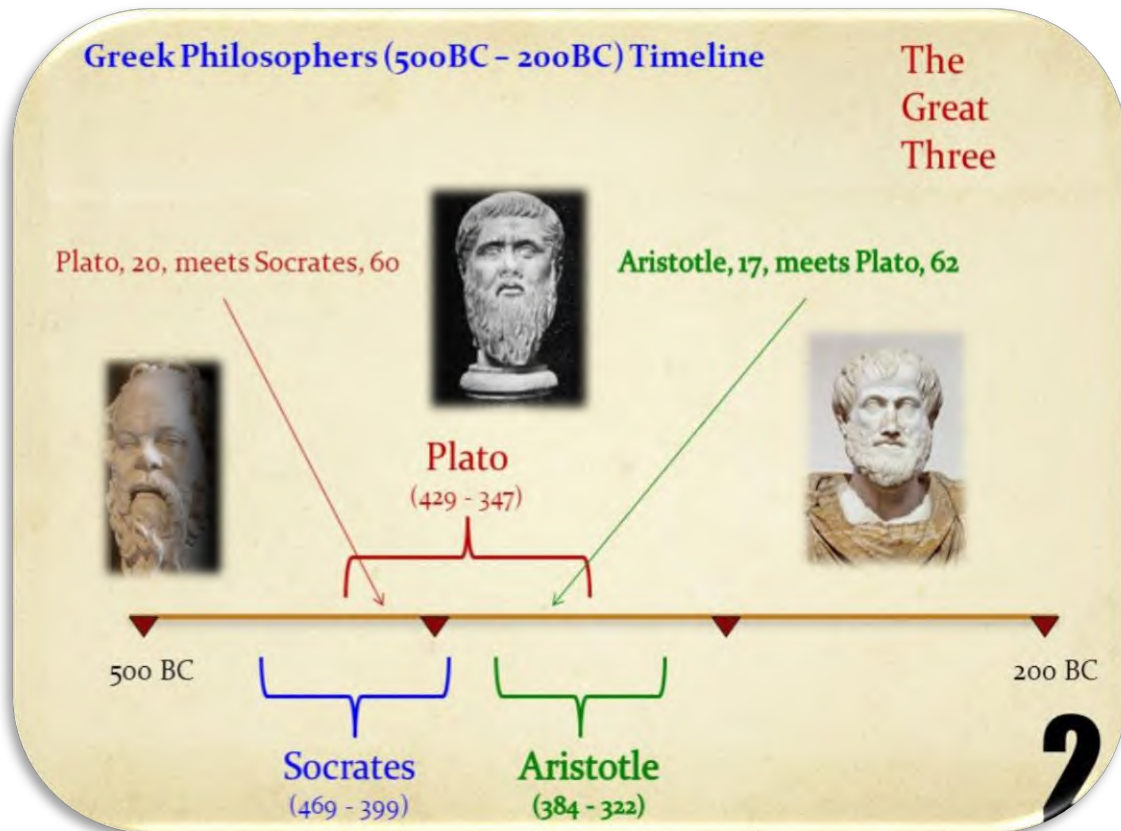 Greek Philosophers (500BC – 200BC) Timeline
The
Great
Three
Plato, 20, meets Socrates, 60
Aristotle, 17, meets Plato, 62
Plato
(429 - 347)
500 BC
200 BC
Socrates
(469 - 399)
Aristotle
(384 - 322)
2